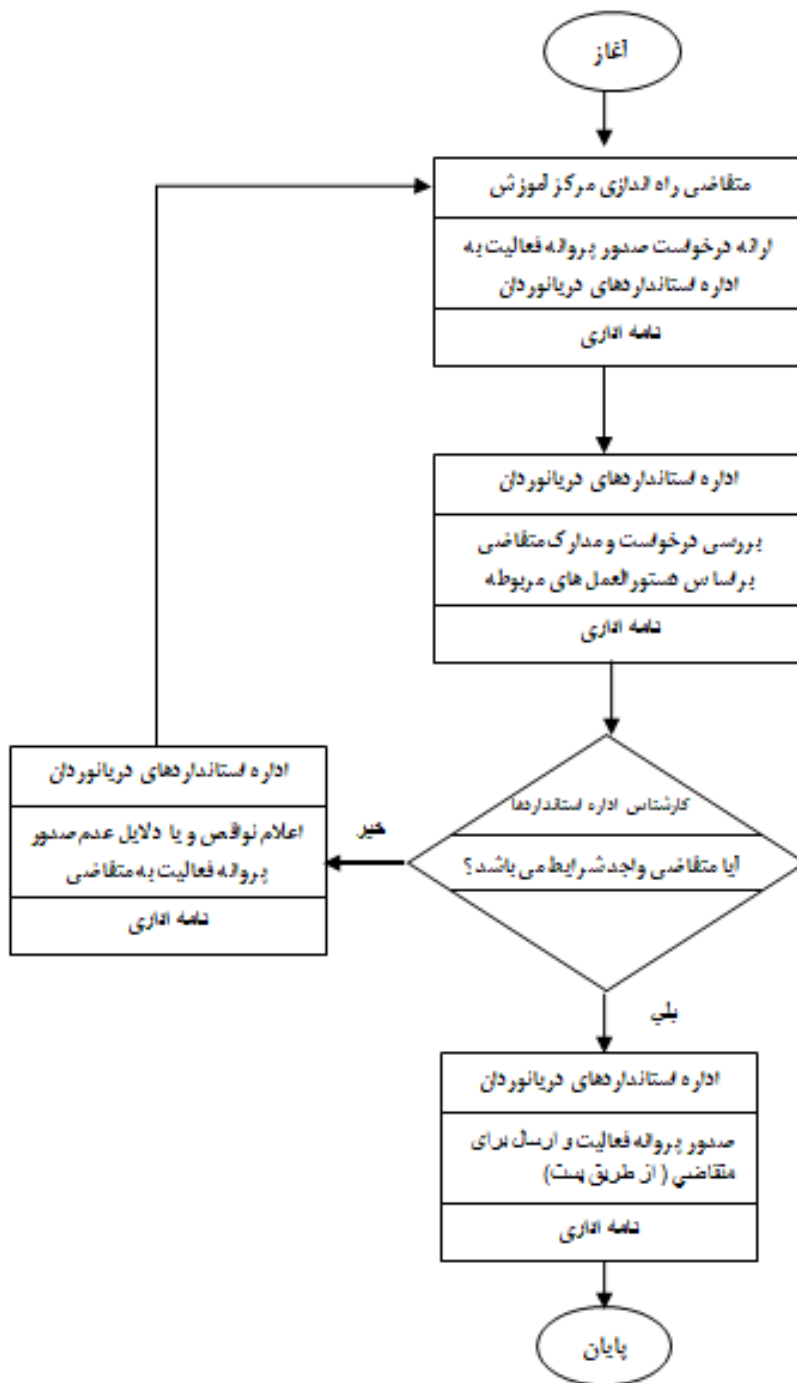 آغاز
متقاضی راه اندازی مرکز آموزش
ارائه درخواست صدور پروانه فعالیت به
اداره استانداردهای دریانوردان
نامه اداری
اداره استانداردهای دریانوردان
بررسی درخواست و مدارک متقاضی
براساس دستورالعمل های مربوطه
نامه اداری
کارشناس اداره استانداردها
آیا متقاضی واجد شرایط می باشد؟
خیر
اداره استانداردهای دریانوردان
اعلام نواقص و یا دلایل عدم صدور
پروانه فعالیت به متقاضی
نامه اداری
بلي
اداره استانداردهای دریانوردان
صدور پروانه فعالیت و ارسال برای
متقاضي ( از طریق پست)
نامه اداری
پایان